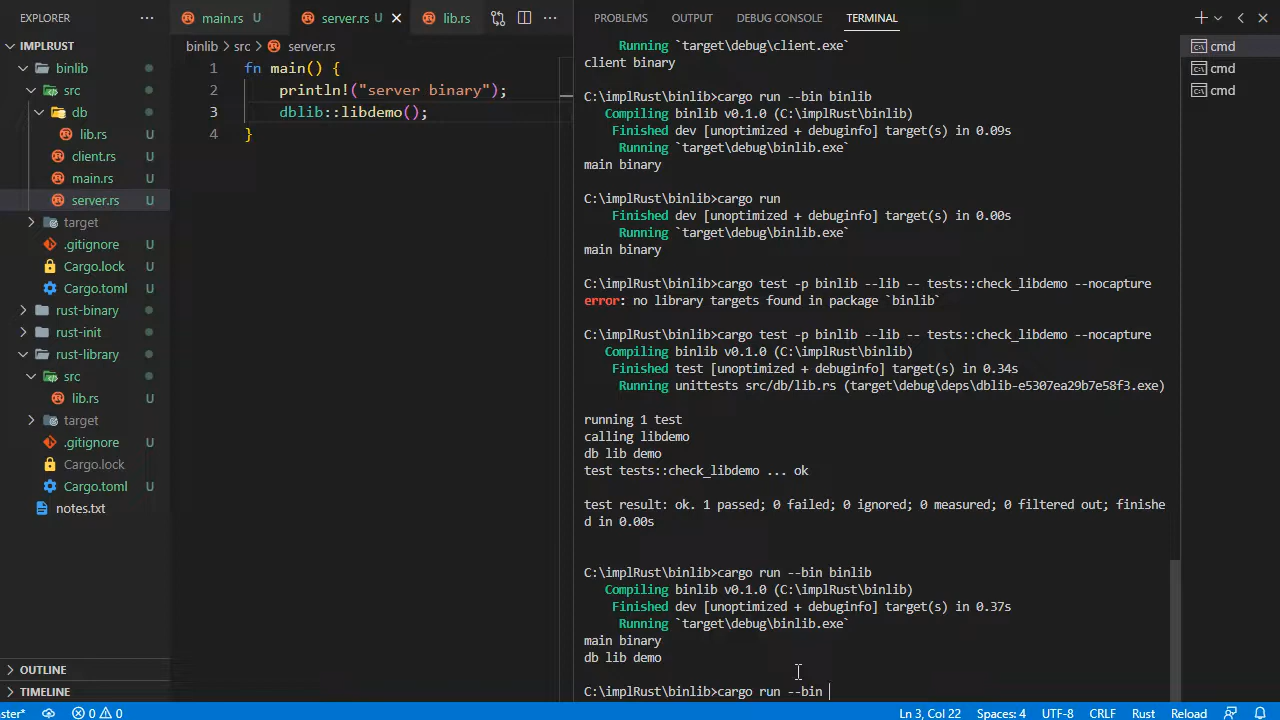 EXPLORER
IMPLRUST
binlib
src
db
lib.rs U
client.rs U
main.rs U
server.rs U
target
.gitignore U
Cargo.lock U
Cargo.toml U
rust-binary
rust-init
rust-library
src
lib.rs U
target
.gitignore U
Cargo.lock
Cargo.toml U
notes.txt
OUTLINE
TIMELINE
main.rs U
server.rs U
lib.rs
binlib > src > server.rs
1 fn main() {
2 println!("server binary");
3 dblib::libdemo();
4 }
PROBLEMS OUTPUT DEBUG CONSOLE TERMINAL
Running `target\debug\client.exe`
client binary
C:\implRust\binlib>cargo run --bin binlib
Compiling binlib v0.1.0 (C:\implRust\binlib)
Finished dev [unoptimized + debuginfo] target(s) in 0.09s
Running `target\debug\binlib.exe`
main binary
C:\implRust\binlib>cargo run
Finished dev [unoptimized + debuginfo] target(s) in 0.00s
Running `target\debug\binlib.exe`
main binary
C:\implRust\binlib>cargo test -p binlib --lib -- tests::check_libdemo --nocapture
error: no library targets found in package `binlib`
C:\implRust\binlib>cargo test -p binlib --lib -- tests::check_libdemo --nocapture
Compiling binlib v0.1.0 (C:\implRust\binlib)
Finished test [unoptimized + debuginfo] target(s) in 0.34s
Running unittests src/db/lib.rs (target\debug\deps\dblib-e5307ea29b7e58f3.exe)
running 1 test
calling libdemo
db lib demo
test tests::check_libdemo ... ok
test result: ok. 1 passed; 0 failed; 0 ignored; 0 measured; 0 filtered out; finishe
d in 0.00s
C:\implRust\binlib>cargo run --bin binlib
Compiling binlib v0.1.0 (C:\implRust\binlib)
Finished dev [unoptimized + debuginfo] target(s) in 0.37s
Running `target\debug\binlib.exe`
main binary
db lib demo
C:\implRust\binlib>cargo run --bin
cmd
cmd
cmd
ster* 0 0 Ln 3, Col 22 Spaces: 4 UTF-8 CRLF Rust Reload